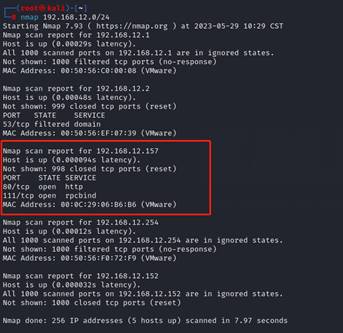 (root㉿kali)-[~]
# nmap 192.168.12.0/24
Starting Nmap 7.93 ( https://nmap.org ) at 2023-05-29 10:29 CST
Nmap scan report for 192.168.12.1
Host is up (0.00029s latency).
All 1000 scanned ports on 192.168.12.1 are in ignored states.
Not shown: 1000 filtered tcp ports (no-response)
MAC Address: 00:50:56:C0:00:08 (VMware)
Nmap scan report for 192.168.12.2
Host is up (0.00048s latency).
Not shown: 999 closed tcp ports (reset)
PORT STATE SERVICE
53/tcp filtered domain
MAC Address: 00:50:56:EF:07:39 (VMware)
Nmap scan report for 192.168.12.157
Host is up (0.000094s latency).
Not shown: 998 closed tcp ports (reset)
PORT STATE SERVICE
80/tcp open http
111/tcp open rpcbind
MAC Address: 00:0C:29:06:B6:B6 (VMware)
Nmap scan report for 192.168.12.254
Host is up (0.00012s latency).
All 1000 scanned ports on 192.168.12.254 are in ignored states.
Not shown: 1000 filtered tcp ports (no-response)
MAC Address: 00:50:56:F0:72:F9 (VMware)
Nmap scan report for 192.168.12.152
Host is up (0.0000032s latency).
All 1000 scanned ports on 192.168.12.152 are in ignored states.
Not shown: 1000 closed tcp ports (reset)
Nmap done: 256 IP addresses (5 hosts up) scanned in 7.97 seconds